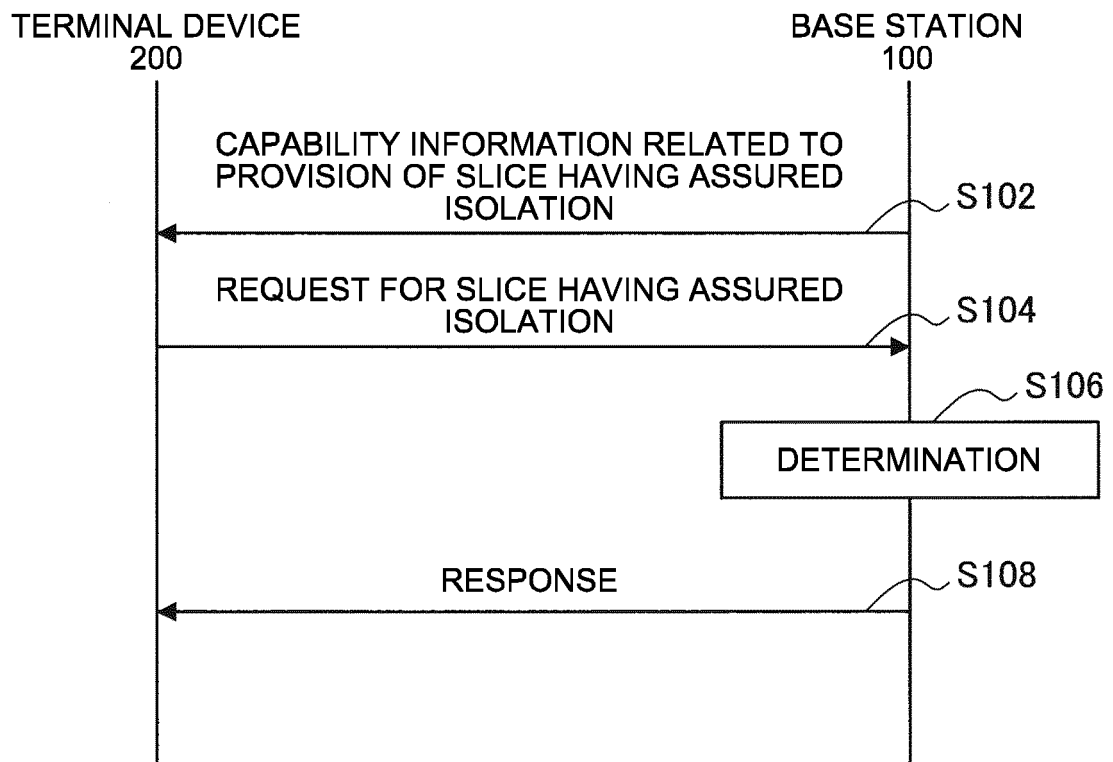 TERMINAL DEVICE
200
BASE STATION
100
CAPABILITY INFORMATION RELATED TO
PROVISION OF SLICE HAVING ASSURED
ISOLATION
S102
REQUEST FOR SLICE HAVING ASSURED
ISOLATION
S104
S106
DETERMINATION
RESPONSE
S108